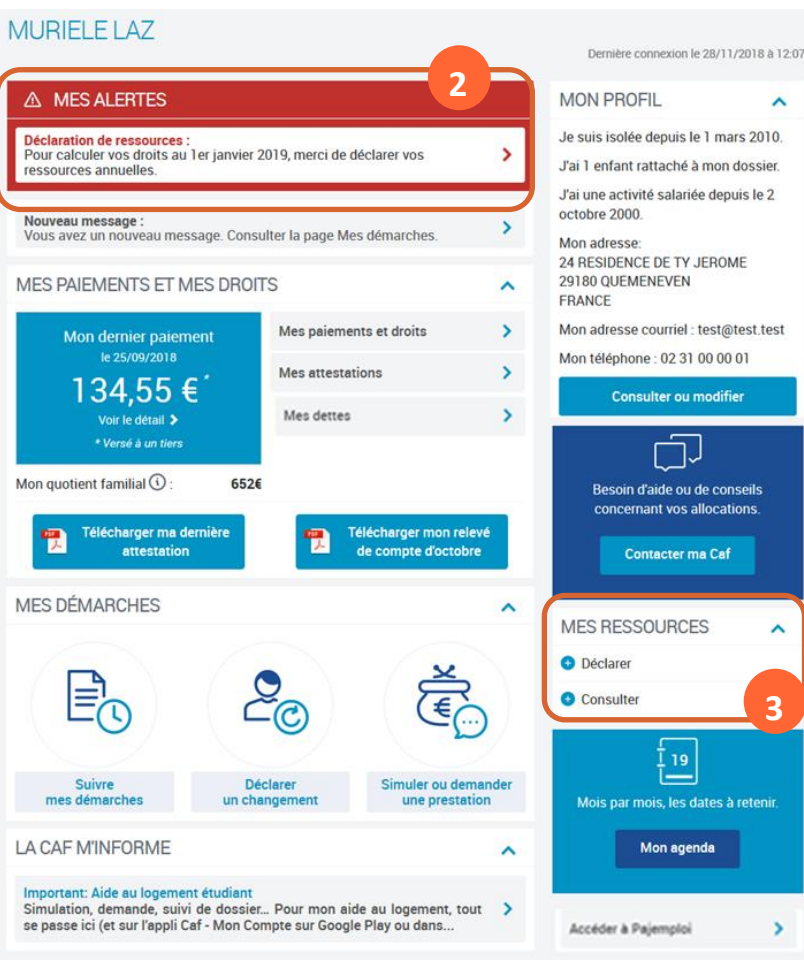 MURIELE LAZ
Dernière connexion le 28/11/2018 à 12:07
2
MES ALERTES
Déclaration de ressources :
Pour calculer vos droits au 1er janvier 2019, merci de déclarer vos
ressources annuelles.
Nouveau message :
Vous avez un nouveau message. Consulter la page Mes démarches.
MES PAIEMENTS ET MES DROITS
Mon dernier paiement
le 25/09/2018
134,55 € *
Voir le détail
* Versé à un tiers
Mes paiements et droits
Mes attestations
Mes dettes
Mon quotient familial i : 652€
PDF
Télécharger ma dernière
attestation
PDF
Télécharger mon relevé
de compte d'octobre
MES DÉMARCHES
€
Suivre
mes démarches
Déclarer
un changement
Simuler ou demander
une prestation
LA CAF M'INFORME
Important: Aide au logement étudiant
Simulation, demande, suivi de dossier... Pour mon aide au logement, tout
se passe ici (et sur l'appli Caf - Mon Compte sur Google Play ou dans...
MON PROFIL
Je suis isolée depuis le 1 mars 2010.
J'ai 1 enfant rattaché à mon dossier.
J'ai une activité salariée depuis le 2
octobre 2000.
Mon adresse:
24 RESIDENCE DE TY JEROME
29180 QUEMENEVEN
FRANCE
Mon adresse courriel : test@test.test
Mon téléphone : 02 31 00 00 01
Consulter ou modifier
Besoin d'aide ou de conseils
concernant vos allocations.
Contacter ma Caf
MES RESSOURCES
Déclarer
Consulter
3
19
Mois par mois, les dates à retenir.
Mon agenda
Accéder à Pajemploi